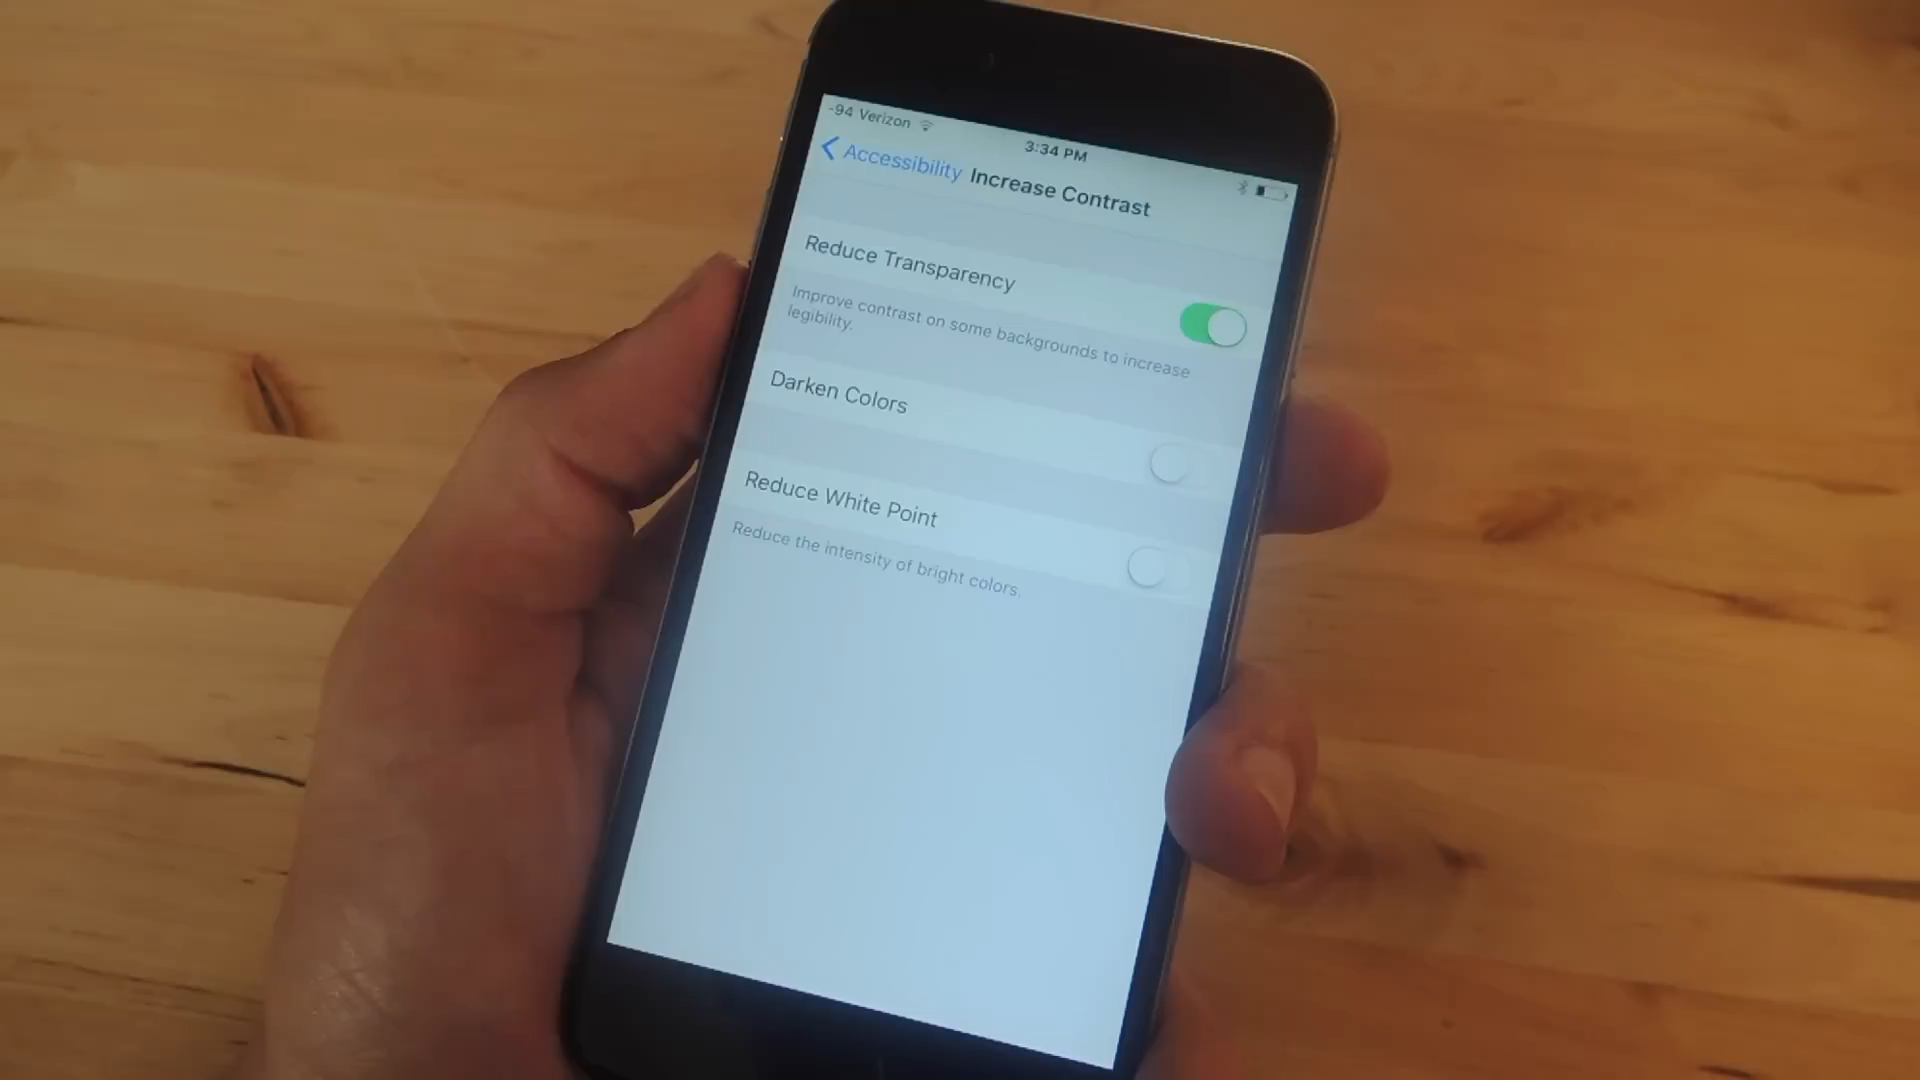 -94 Verizon
3:34 PM
Accessibility
Increase Contrast
Reduce Transparency
Improve contrast on some backgrounds to increase
legibility.
Darken Colors
Reduce White Point
Reduce the intensity of bright colors.